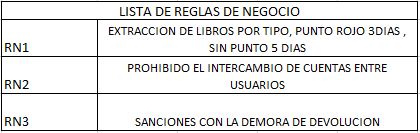 LISTA DE REGLAS DE NEGOCIO
RN1
EXTRACCION DE LIBROS POR TIPO, PUNTO ROJO 3DIAS ,
SIN PUNTO 5 DIAS
RN2
PROHIBIDO EL INTERCAMBIO DE CUENTAS ENTRE
USUARIOS
RN3
SANCIONES CON LA DEMORA DE DEVOLUCION